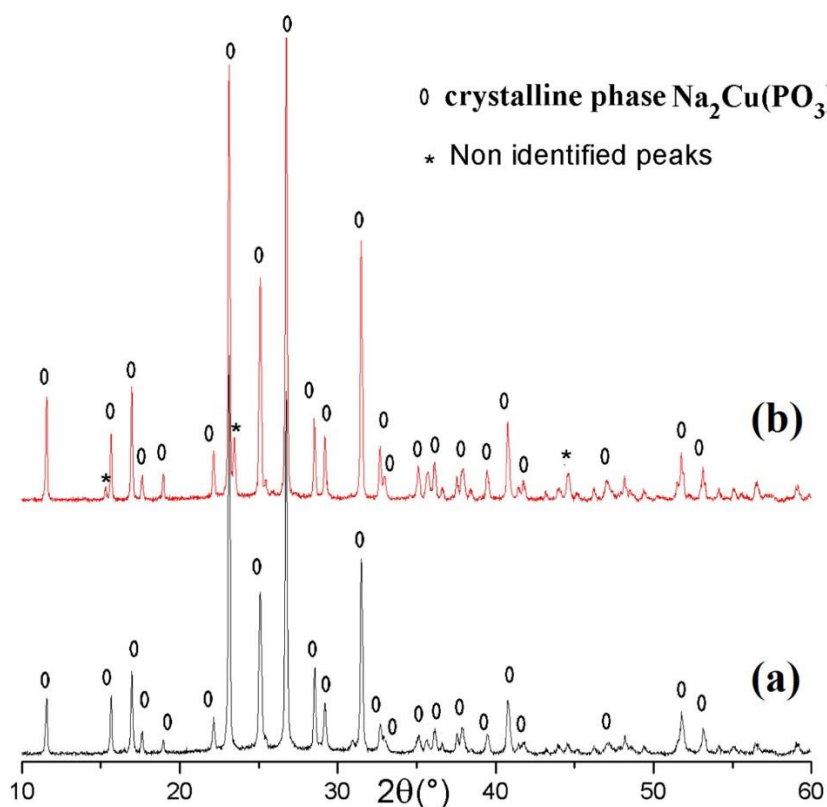 0 crystalline phase Na₂Cu(PO₃)
* Non identified peaks
(b)
(a)
10 20 30 40 50 60
2θ(°)